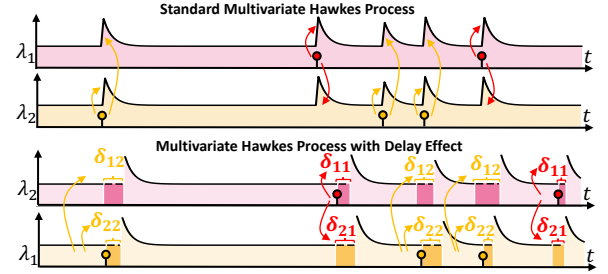 Standard Multivariate Hawkes Process
λ₁ t
λ₂ t
Multivariate Hawkes Process with Delay Effect
δ₁₂ δ₁₁ δ₁₂ δ₁₂ δ₁₁
λ₂ t
δ₂₂ δ₂₁ δ₂₂ δ₂₂ δ₂₁
λ₁ t